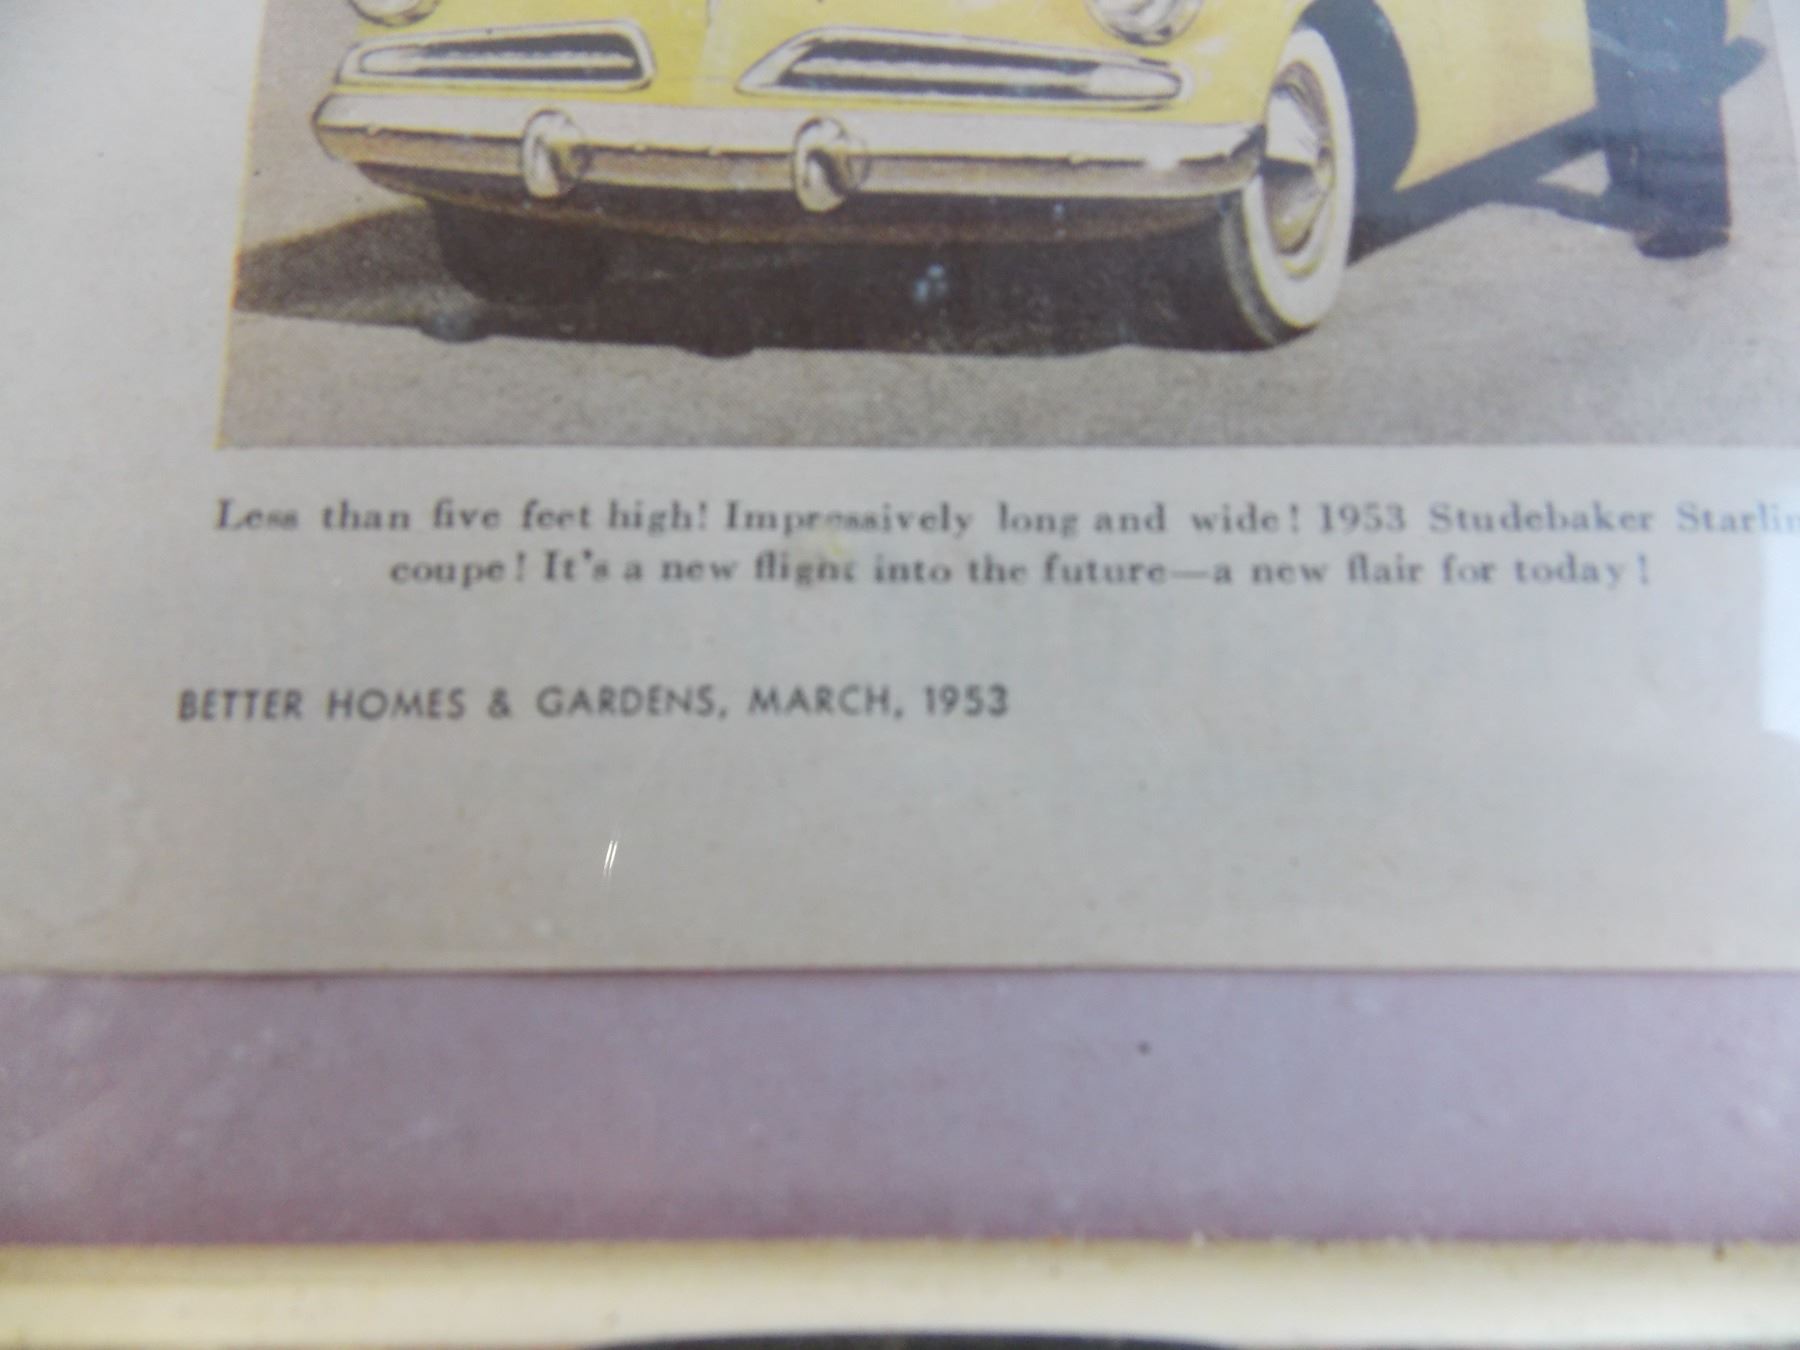 Less than five feet high! Impressively long and wide! 1953 Studebaker Starlin
coupe! It's a new flight into the future—a new flair for today!
BETTER HOMES & GARDENS, MARCH, 1953